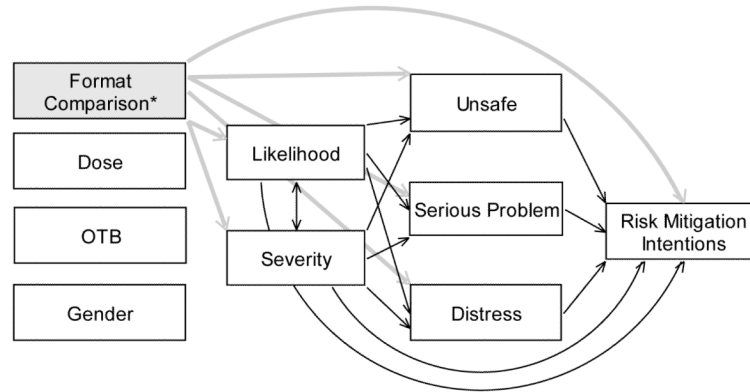 Format
Comparison*
Dose
OTB
Gender
Likelihood
Severity
Unsafe
Serious Problem
Distress
Risk Mitigation
Intentions